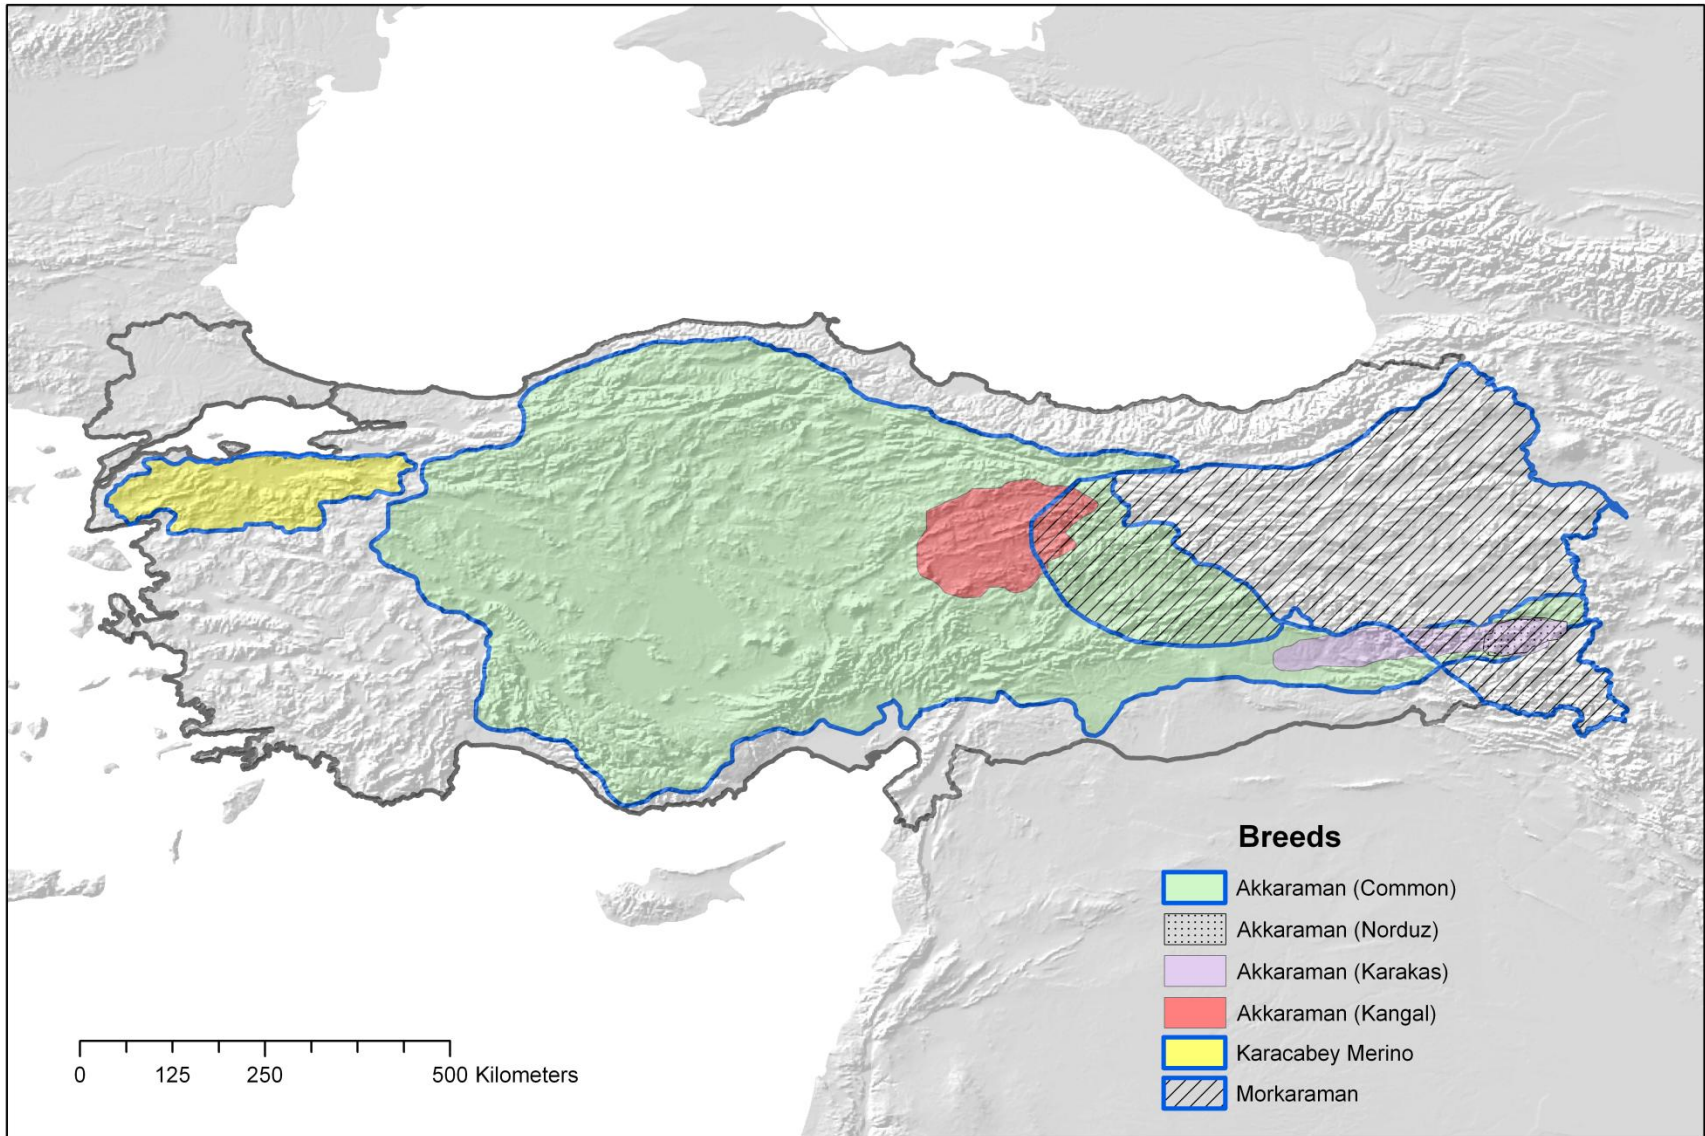 Breeds
Akkaraman (Common)
Akkaraman (Norduz)
Akkaraman (Karakas)
Akkaraman (Kangal)
Karacabey Merino
Morkaraman
0 125 250 500 Kilometers